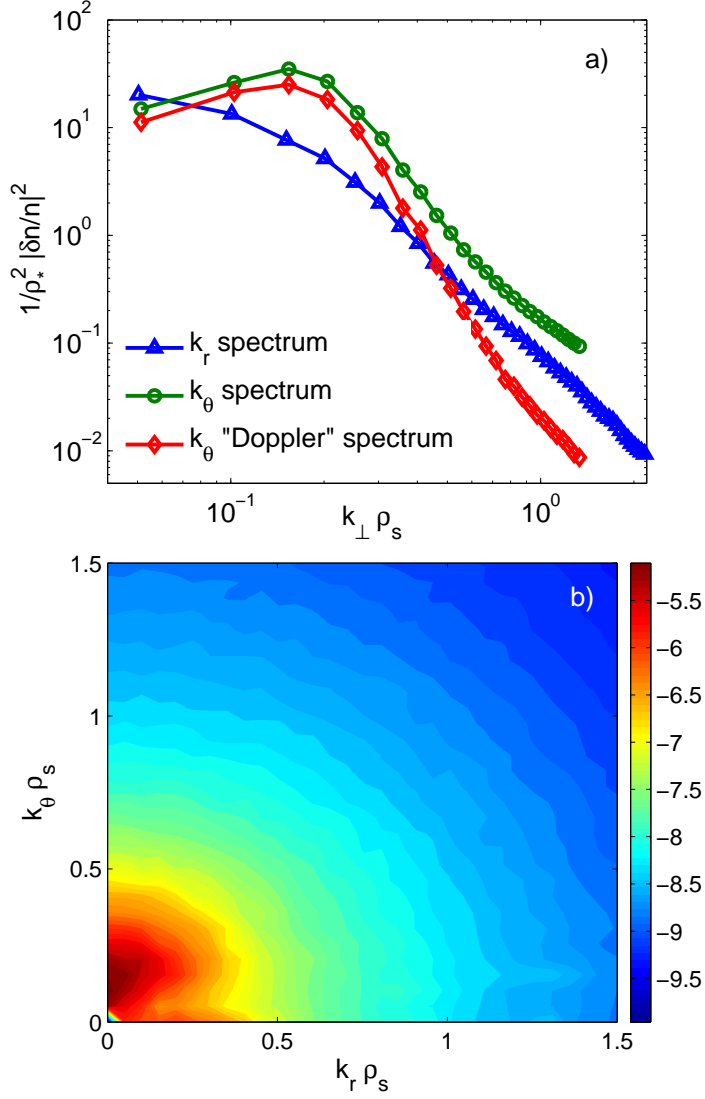 a)
10^2
10^1
10^0
10^{-1}
10^{-2}
1/ρ_*^2 |δn/n|^2
k_r spectrum
k_θ spectrum
k_θ "Doppler" spectrum
10^{-1}
10^0
k_⊥ρ_s
b)
1.5
1
0.5
0
k_θ ρ_s
0
0.5
1
1.5
k_r ρ_s
−5.5
−6
−6.5
−7
−7.5
−8
−8.5
−9
−9.5